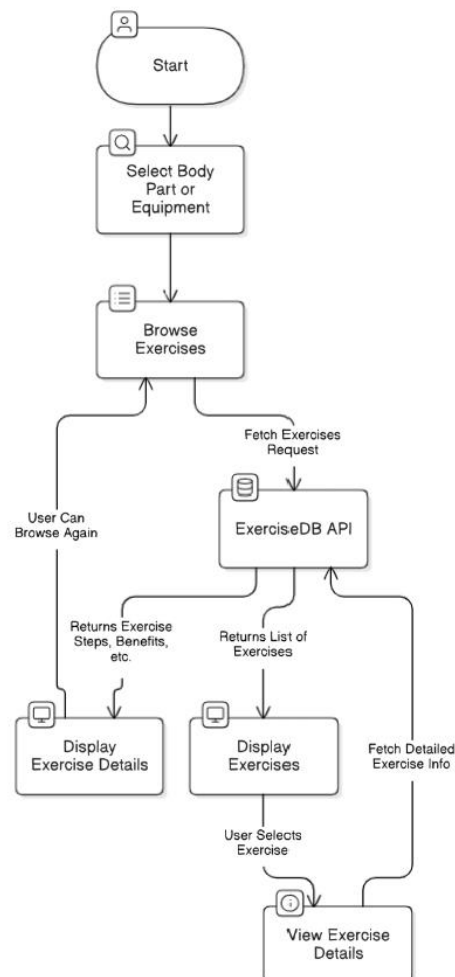 Start
Select Body
Part or
Equipment
Browse
Exercises
Fetch Exercises
Request
ExerciseDB API
User Can
Browse Again
Returns Exercise
Steps, Benefits,
etc.
Returns List of
Exercises
Display
Exercise Details
Display
Exercises
Fetch Detailed
Exercise Info
User Selects
Exercise
View Exercise
Details